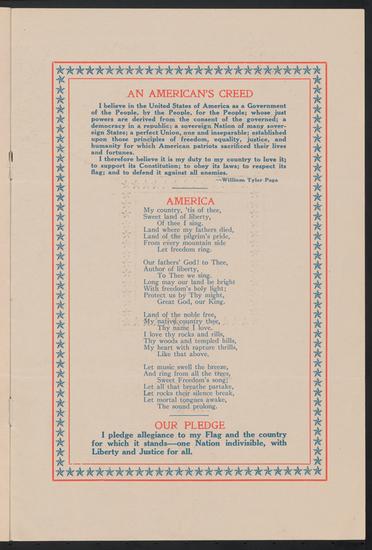 AN AMERICAN'S CREED
I believe in the United States of America as a Government
of the People, by the People, for the People; whose just
powers are derived from the consent of the governed; a
democracy in a republic; a sovereign Nation of many sover-
eign States; a perfect Union, one and inseparable; established
upon those principles of freedom, equality, justice, and
humanity for which American patriots sacrificed their lives
and fortunes.
I therefore believe it is my duty to my country to love it;
to support its Constitution; to obey its laws; to respect its
flag; and to defend it against all enemies.
—William Tyler Page
AMERICA
My country, 'tis of thee,
Sweet land of liberty,
Of thee I sing.
Land where my fathers died,
Land of the pilgrim's pride,
From every mountain side
Let freedom ring.
Our fathers' God! to Thee,
Author of liberty,
To Thee we sing.
Long may our land be bright
With freedom's holy light;
Protect us by Thy might,
Great God, our King.
Land of the noble free,
My native country thee,
Thy name I love.
I love thy rocks and rills,
Thy woods and templed hills,
My heart with rapture thrills,
Like that above.
Let music swell the breeze,
And ring from all the trees,
Sweet Freedom's song;
Let all that breathe partake,
Let rocks their silence break,
Let mortal tongues awake,
The sound prolong.
OUR PLEDGE
I pledge allegiance to my Flag and the country
for which it stands—one Nation indivisible, with
Liberty and Justice for all.